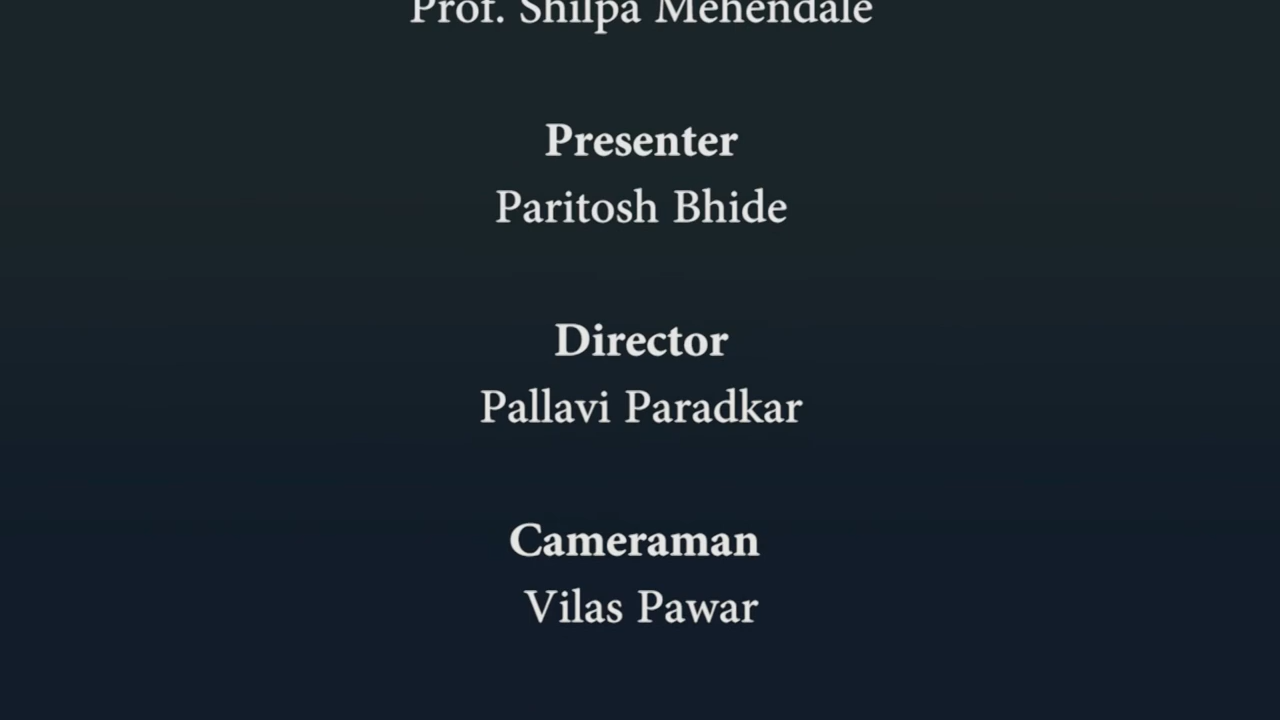 Prof. Shilpa Mehendale
Presenter
Paritosh Bhide
Director
Pallavi Paradkar
Cameraman
Vilas Pawar